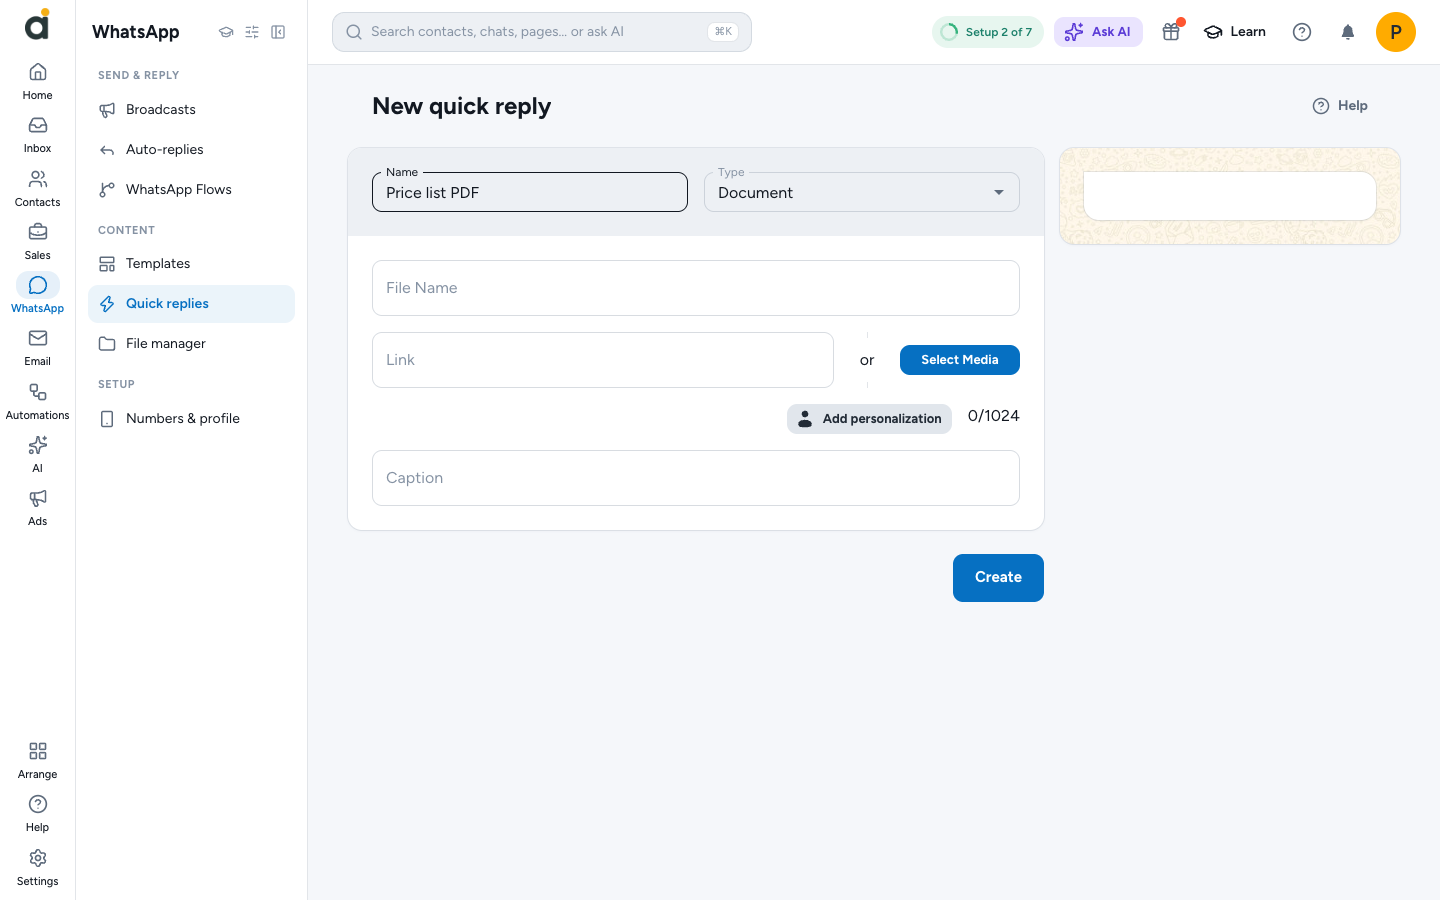 WhatsApp
Search contacts, chats, pages... or ask AI
⌘K
Setup 2 of 7
Ask AI
Learn
P
Home
Inbox
Contacts
Sales
WhatsApp
Email
Automations
AI
Ads
Arrange
Help
Settings
SEND & REPLY
Broadcasts
Auto-replies
WhatsApp Flows
CONTENT
Templates
Quick replies
File manager
SETUP
Numbers & profile
New quick reply
Help
Name
Price list PDF
Type
Document
File Name
Link
or
Select Media
Add personalization
0/1024
Caption
Create